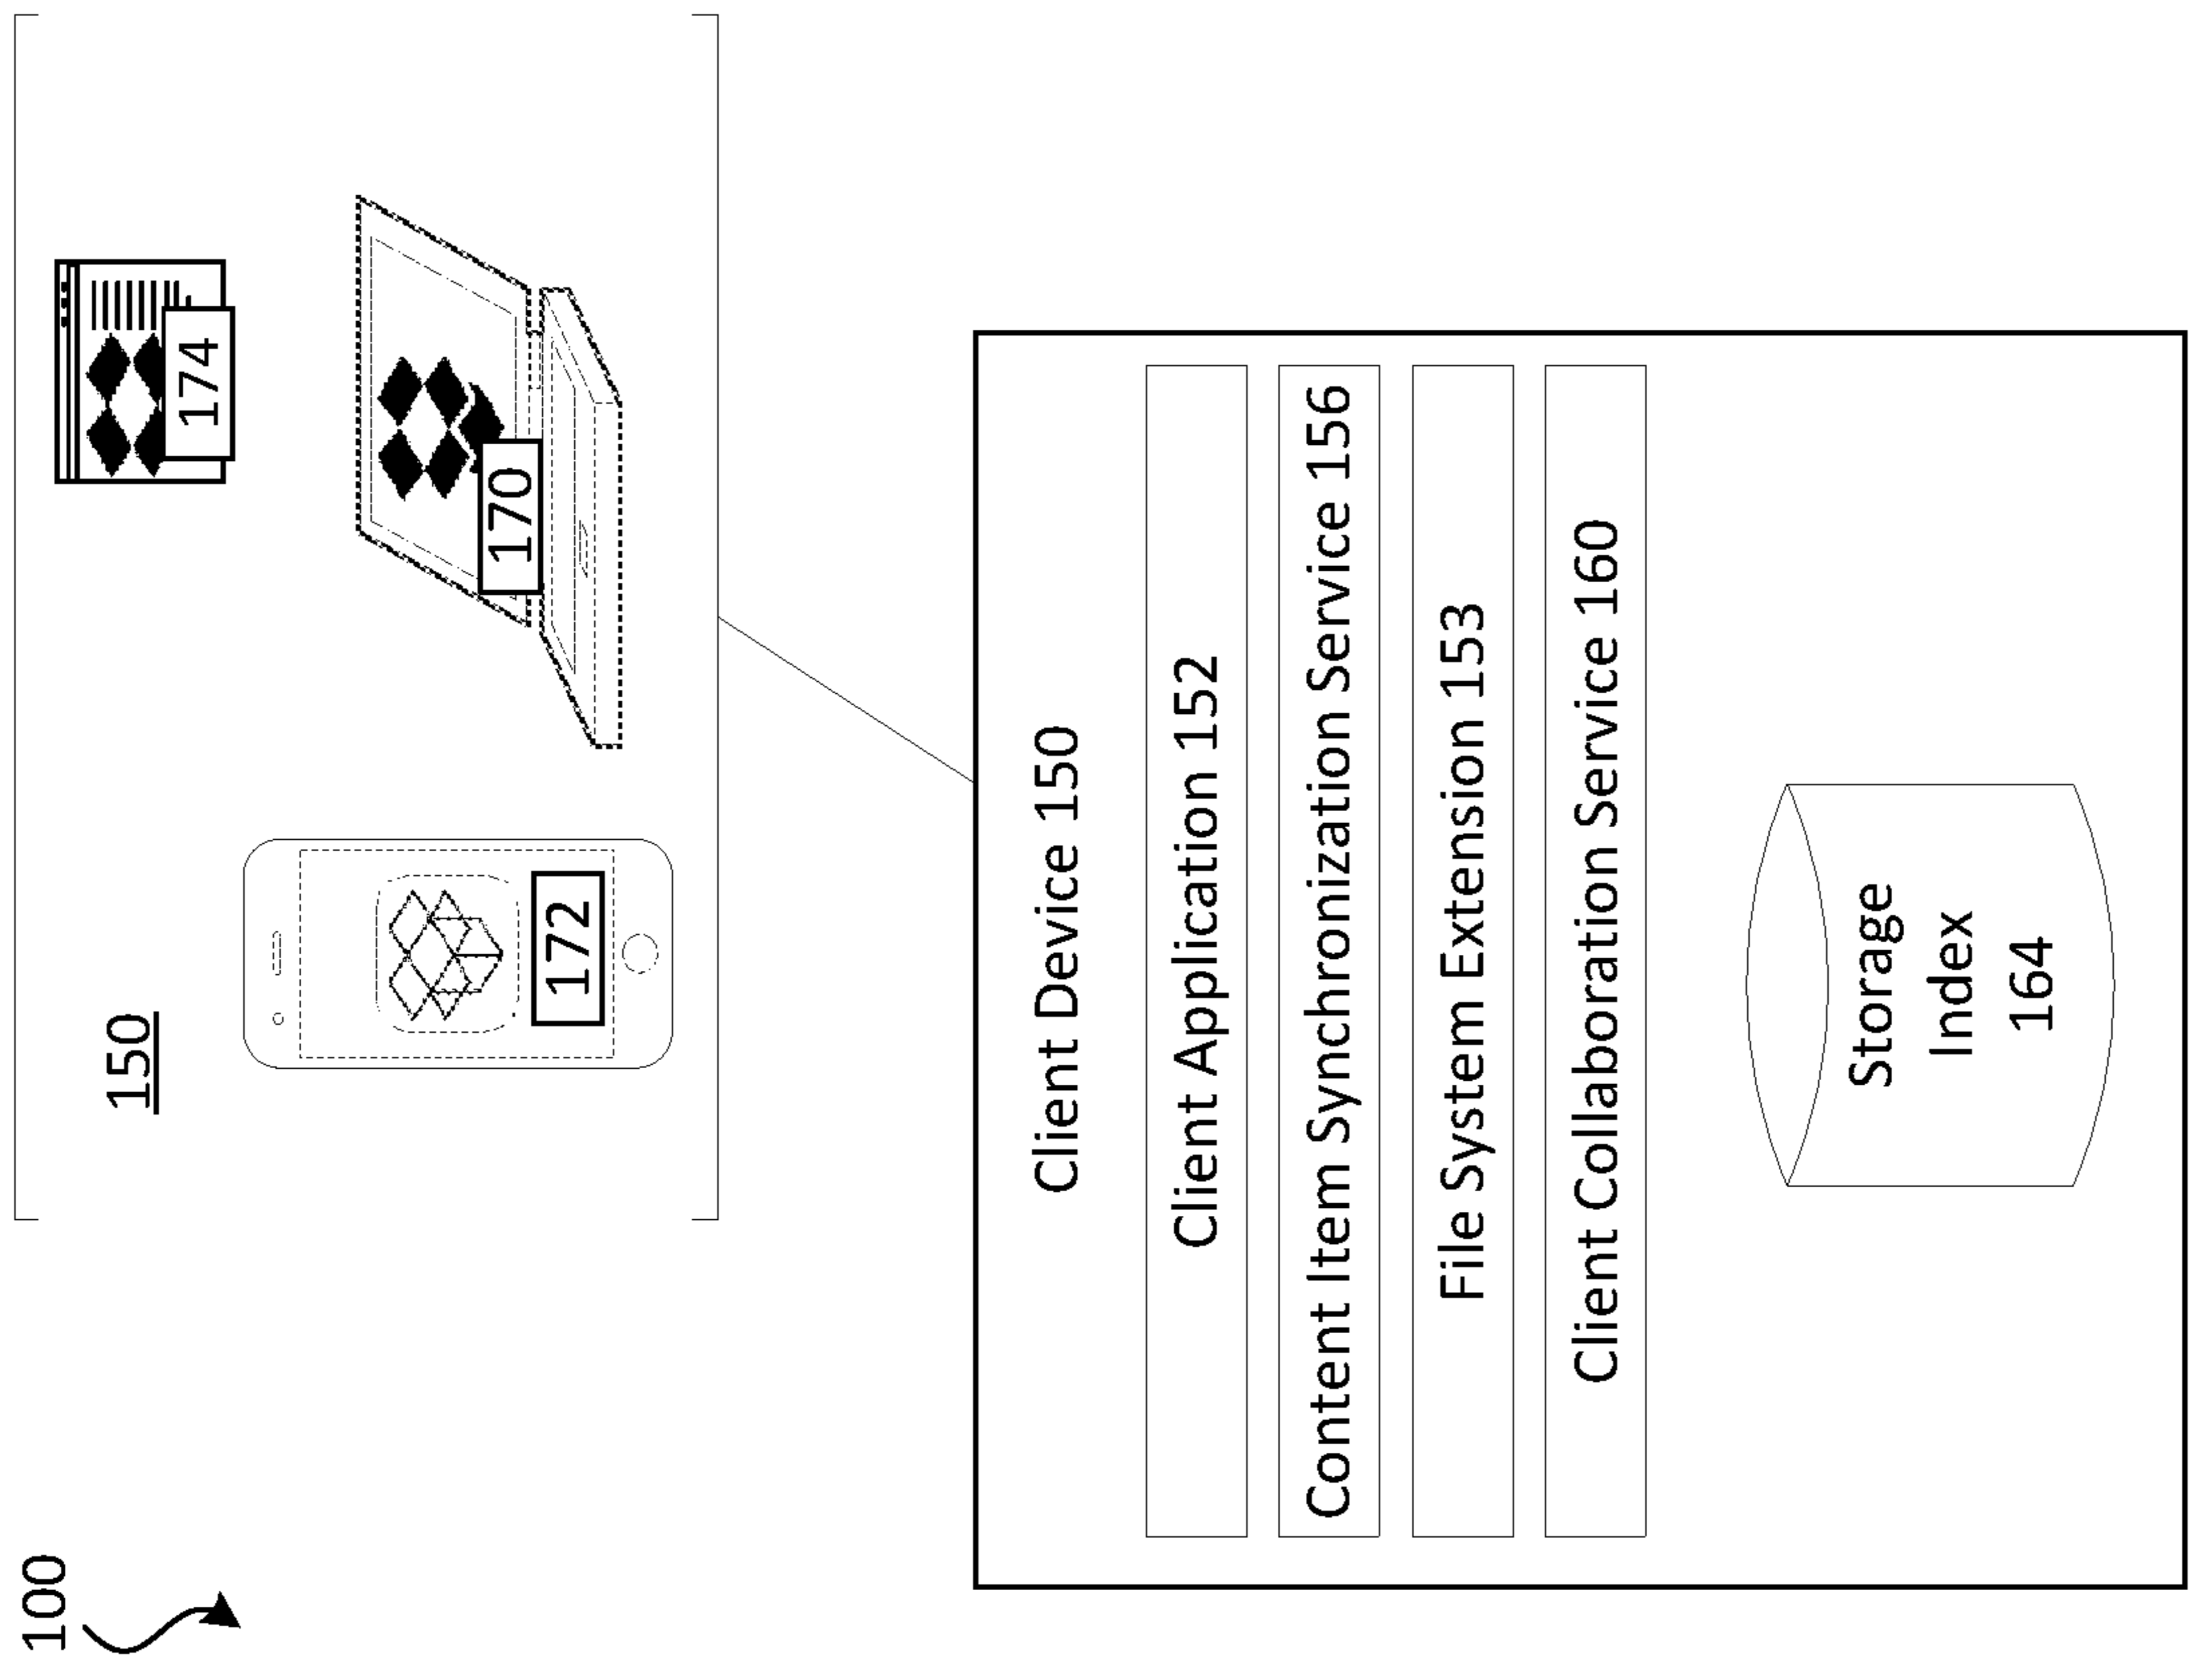 100
150
172
170
174
Client Device 150
Client Application 152
Content Item Synchronization Service 156
File System Extension 153
Client Collaboration Service 160
Storage
Index
164